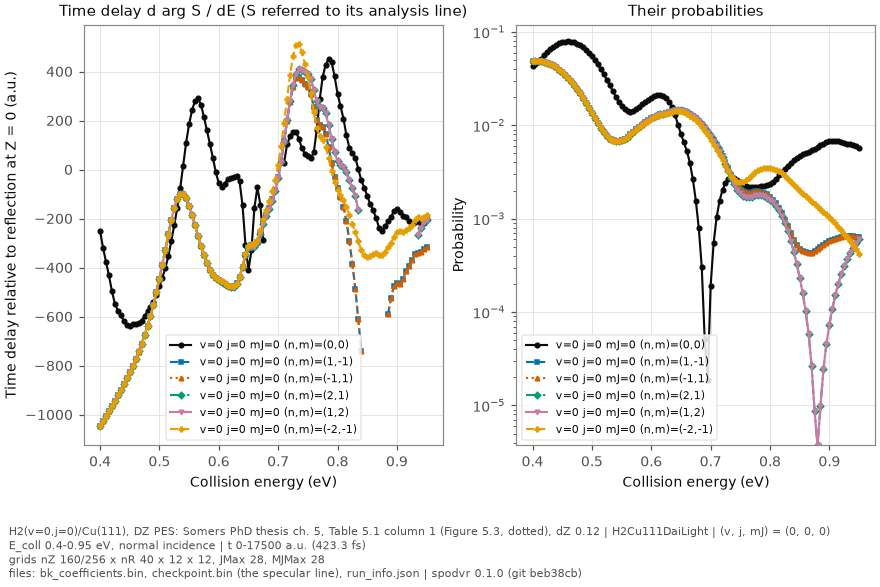 Time delay d arg S / dE (S referred to its analysis line)
Time delay relative to reflection at Z = 0 (a.u.)
400
200
0
−200
−400
−600
−800
−1000
0.4
0.5
0.6
0.7
0.8
0.9
Collision energy (eV)
v=0 j=0 mJ=0 (n,m)=(0,0)
v=0 j=0 mJ=0 (n,m)=(1,-1)
v=0 j=0 mJ=0 (n,m)=(-1,1)
v=0 j=0 mJ=0 (n,m)=(2,1)
v=0 j=0 mJ=0 (n,m)=(1,2)
v=0 j=0 mJ=0 (n,m)=(-2,-1)
Their probabilities
Probability
10⁻¹
10⁻²
10⁻³
10⁻⁴
10⁻⁵
0.4
0.5
0.6
0.7
0.8
0.9
Collision energy (eV)
v=0 j=0 mJ=0 (n,m)=(0,0)
v=0 j=0 mJ=0 (n,m)=(1,-1)
v=0 j=0 mJ=0 (n,m)=(-1,1)
v=0 j=0 mJ=0 (n,m)=(2,1)
v=0 j=0 mJ=0 (n,m)=(1,2)
v=0 j=0 mJ=0 (n,m)=(-2,-1)
H2(v=0,j=0)/Cu(111), DZ PES: Somers PhD thesis ch. 5, Table 5.1 column 1 (Figure 5.3, dotted), dZ 0.12 | H2Cu111DaiLight | (v, j, mJ) = (0, 0, 0)
E_coll 0.4-0.95 eV, normal incidence | t 0-17500 a.u. (423.3 fs)
grids nZ 160/256 x nR 40 x 12 x 12, JMax 28, MJMax 28
files: bk_coefficients.bin, checkpoint.bin (the specular line), run_info.json | spodvr 0.1.0 (git beb38cb)